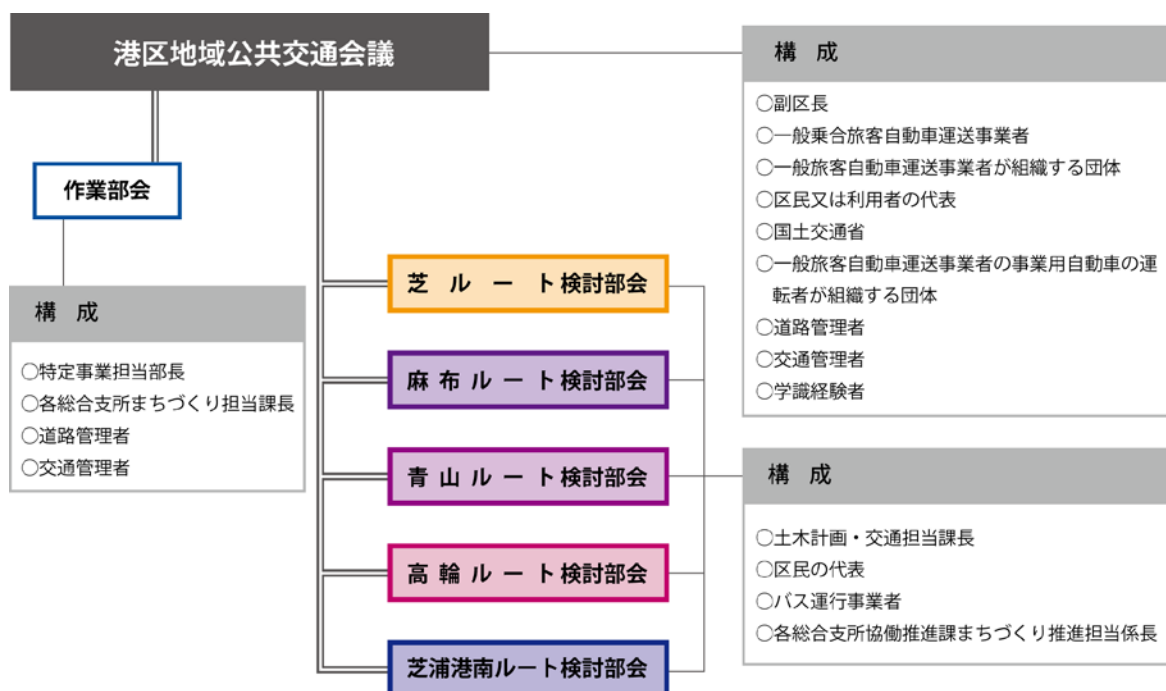 港区地域公共交通会議
作業部会
構成
○特定事業担当部長
○各総合支所まちづくり担当課長
○道路管理者
○交通管理者
芝ルート検討部会
麻布ルート検討部会
青山ルート検討部会
高輪ルート検討部会
芝浦港南ルート検討部会
構成
○副区長
○一般乗合旅客自動車運送事業者
○一般旅客自動車運送事業者が組織する団体
○区民又は利用者の代表
○国土交通省
○一般旅客自動車運送事業者の事業用自動車の運
転者が組織する団体
○道路管理者
○交通管理者
○学識経験者
構成
○土木計画・交通担当課長
○区民の代表
○バス運行事業者
○各総合支所協働推進課まちづくり推進担当係長